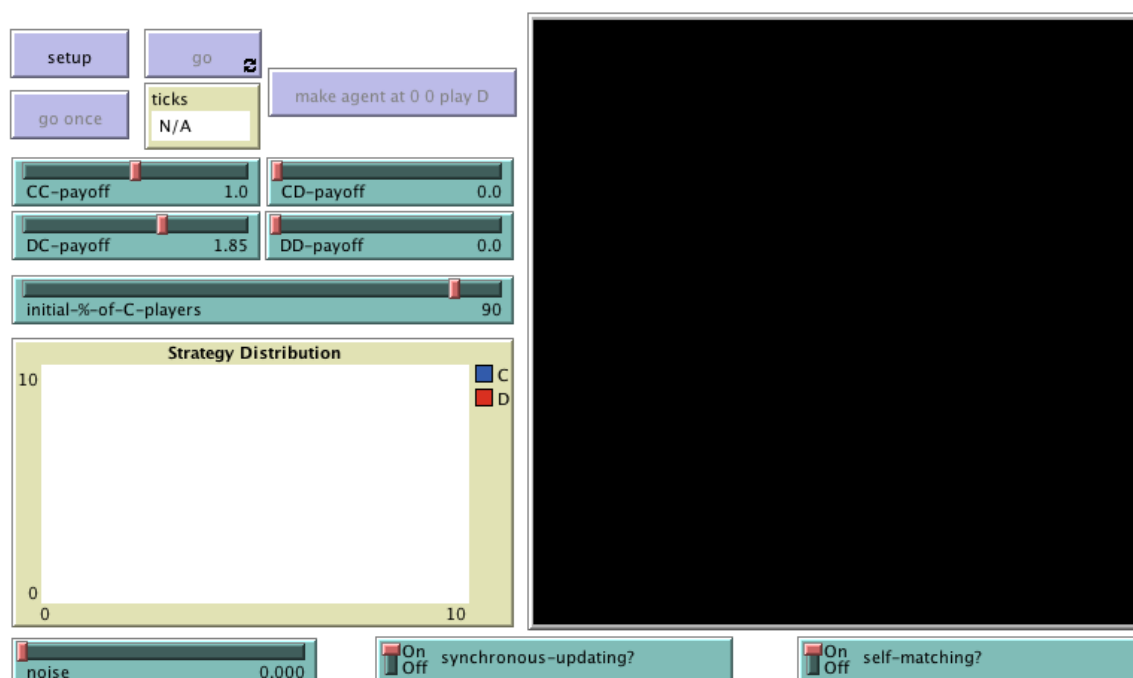 setup
go
go once
ticks
N/A
make agent at 0 0 play D
CC-payoff 1.0
CD-payoff 0.0
DC-payoff 1.85
DD-payoff 0.0
initial-%-of-C-players 90
Strategy Distribution
10
C
D
0
0 10
noise 0.000
On
Off
synchronous-updating?
On
Off
self-matching?